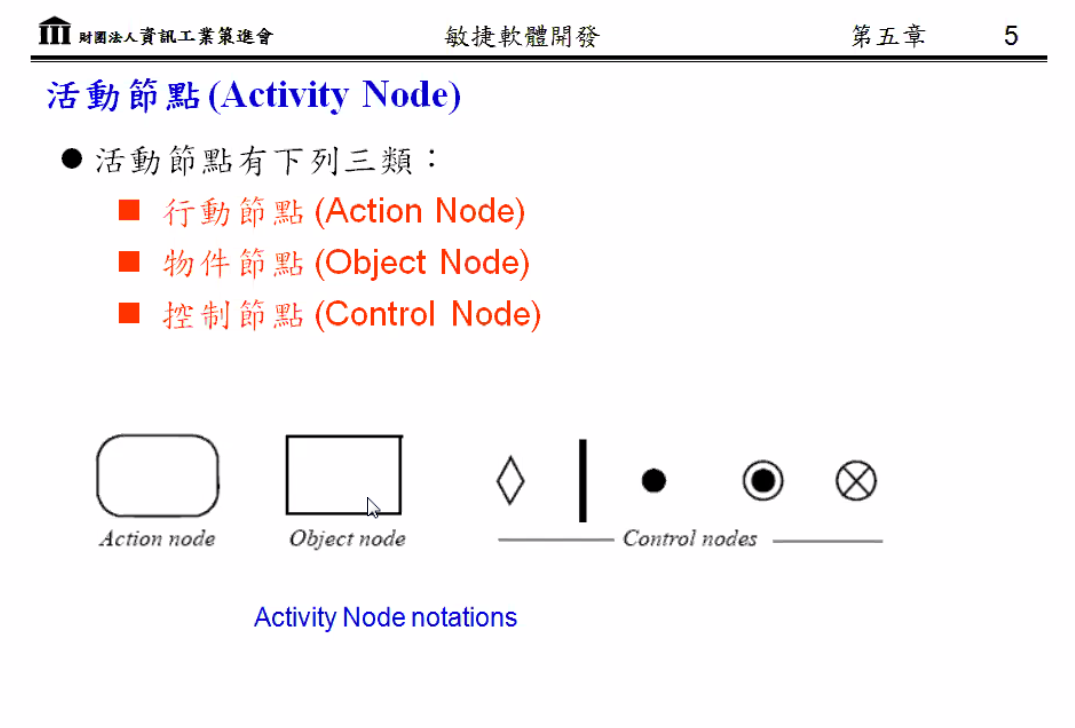 財團法人資訊工業策進會 敏捷軟體開發 第五章 5
活動節點 (Activity Node)
● 活動節點有下列三類：
■ 行動節點 (Action Node)
■ 物件節點 (Object Node)
■ 控制節點 (Control Node)
Action node Object node Control nodes
Activity Node notations